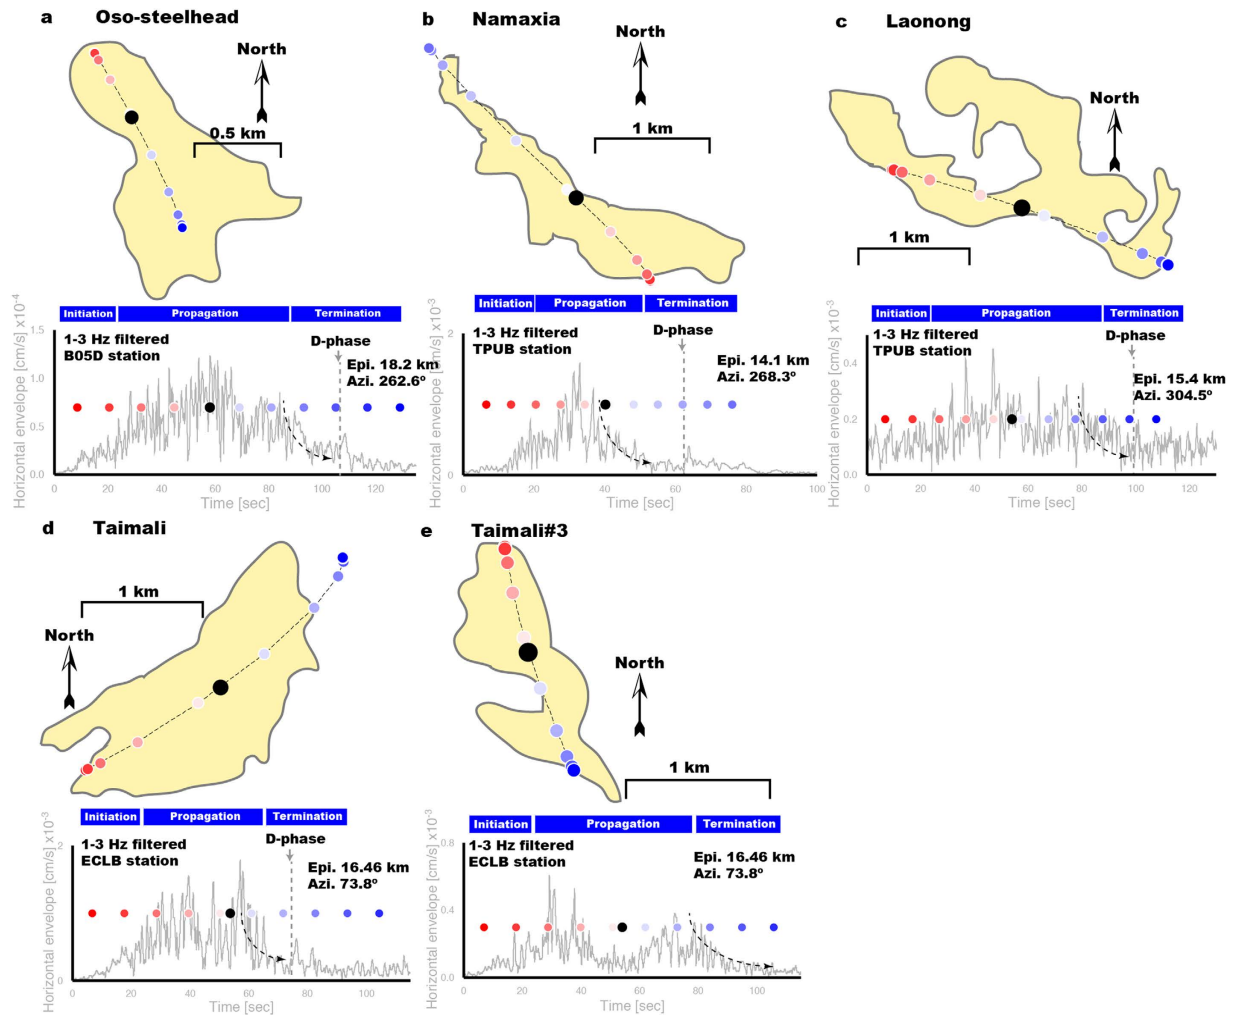 a Oso-steelhead
North
0.5 km
Initiation Propagation Termination
Horizontal envelope [cm/s] x10-4
1.5
1.0
0.5
0.0
1-3 Hz filtered
B05D station
D-phase
Epi. 18.2 km
Azi. 262.6º
0 20 40 60 80 100 120
Time [sec]
b Namaxia
North
1 km
Initiation Propagation Termination
Horizontal envelope [cm/s] x10-3
2
0
1-3 Hz filtered
TPUB station
D-phase
Epi. 14.1 km
Azi. 268.3º
0 20 40 60 80 100
Time [sec]
c Laonong
North
1 km
Initiation Propagation Termination
Horizontal envelope [cm/s] x10-3
0.4
0.2
0.0
1-3 Hz filtered
TPUB station
D-phase
Epi. 15.4 km
Azi. 304.5º
0 20 40 60 80 100 120
Time [sec]
d Taimali
1 km
North
Initiation Propagation Termination
Horizontal envelope [cm/s] x10-3
2
0
1-3 Hz filtered
ECLB station
D-phase
Epi. 16.46 km
Azi. 73.8º
0 20 40 60 80 100
Time [sec]
e Taimali#3
North
1 km
Initiation Propagation Termination
Horizontal envelope [cm/s] x10-3
0.8
0.4
0.0
1-3 Hz filtered
ECLB station
Epi. 16.46 km
Azi. 73.8º
0 20 40 60 80 100
Time [sec]